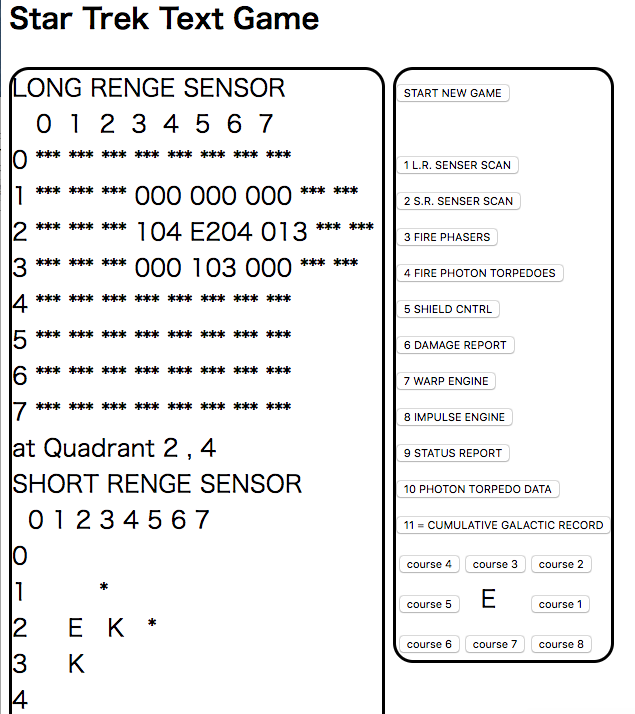 Star Trek Text Game
LONG RENGE SENSOR
0 1 2 3 4 5 6 7
0 *** *** *** *** *** *** *** ***
1 *** *** *** 000 000 000 *** ***
2 *** *** *** 104 E204 013 *** ***
3 *** *** *** 000 103 000 *** ***
4 *** *** *** *** *** *** *** ***
5 *** *** *** *** *** *** *** ***
6 *** *** *** *** *** *** *** ***
7 *** *** *** *** *** *** *** ***
at Quadrant 2 , 4
SHORT RENGE SENSOR
0 1 2 3 4 5 6 7
0
1 *
2 E K *
3 K
4
START NEW GAME
1 L.R. SENSER SCAN
2 S.R. SENSER SCAN
3 FIRE PHASERS
4 FIRE PHOTON TORPEDOES
5 SHIELD CNTRL
6 DAMAGE REPORT
7 WARP ENGINE
8 IMPULSE ENGINE
9 STATUS REPORT
10 PHOTON TORPEDO DATA
11 = CUMULATIVE GALACTIC RECORD
course 4 course 3 course 2
course 5 E course 1
course 6 course 7 course 8